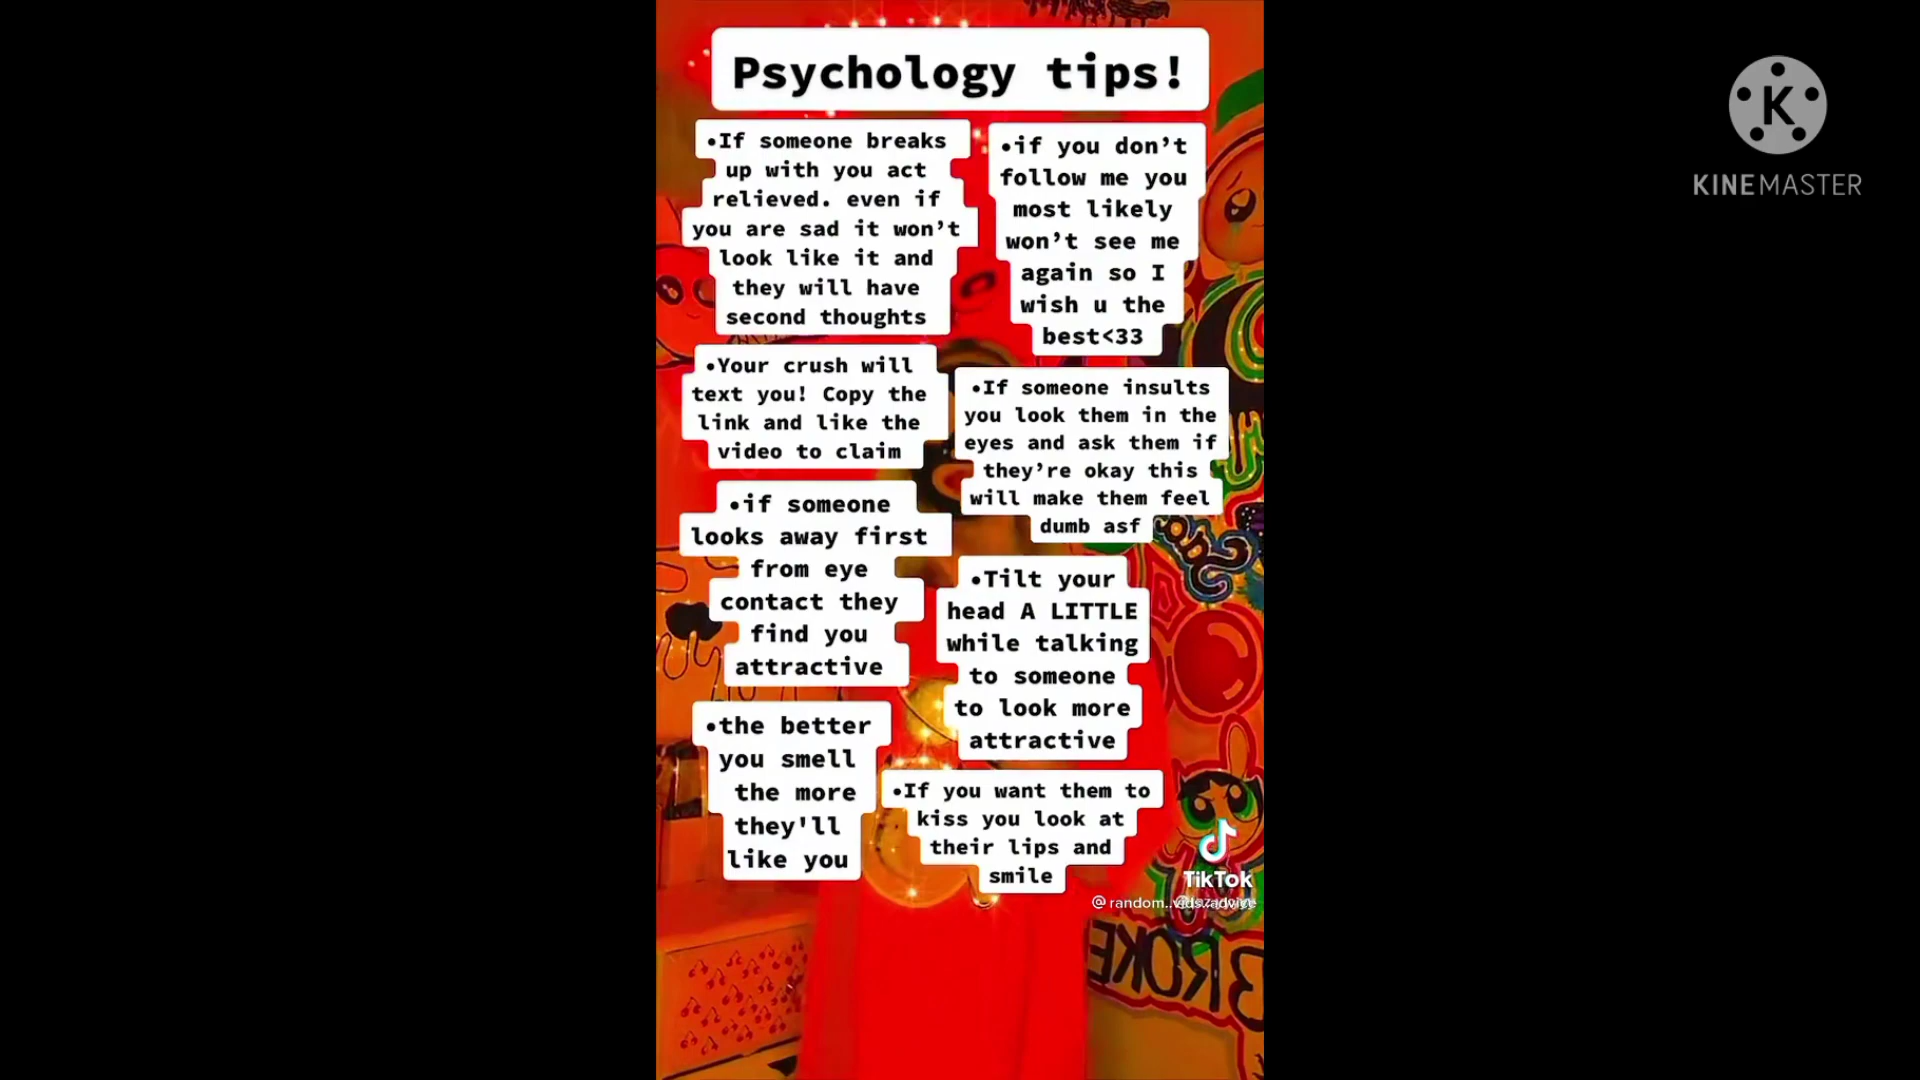 Psychology tips!
•If someone breaks
up with you act
relieved. even if
you are sad it won't
look like it and
they will have
second thoughts
•if you don't
follow me you
most likely
won't see me
again so I
wish u the
best<33
•Your crush will
text you! Copy the
link and like the
video to claim
•If someone insults
you look them in the
eyes and ask them if
they're okay this
will make them feel
dumb asf
•if someone
looks away first
from eye
contact they
find you
attractive
•Tilt your
head A LITTLE
while talking
to someone
to look more
attractive
•the better
you smell
the more
they'll
like you
•If you want them to
kiss you look at
their lips and
smile
TikTok
@random..vids..advice
BROKE
K
KINEMASTER